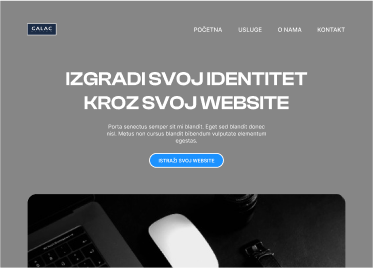 CALAC
POČETNA USLUGE O NAMA KONTAKT
IZGRADI SVOJ IDENTITET
KROZ SVOJ WEBSITE
Porta senectus semper sit mi blandit. Eget sed blandit donec
nisl. Metus non cursus blandit bibendum vulputate elementum
egestas.
ISTRAŽI SVOJ WEBSITE